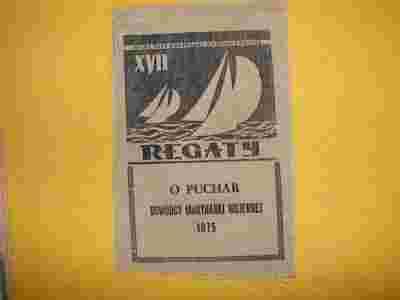 XVII
REGATY
O PUCHAR
DOWÓDCY MARYNARKI WOJENNEJ
1975